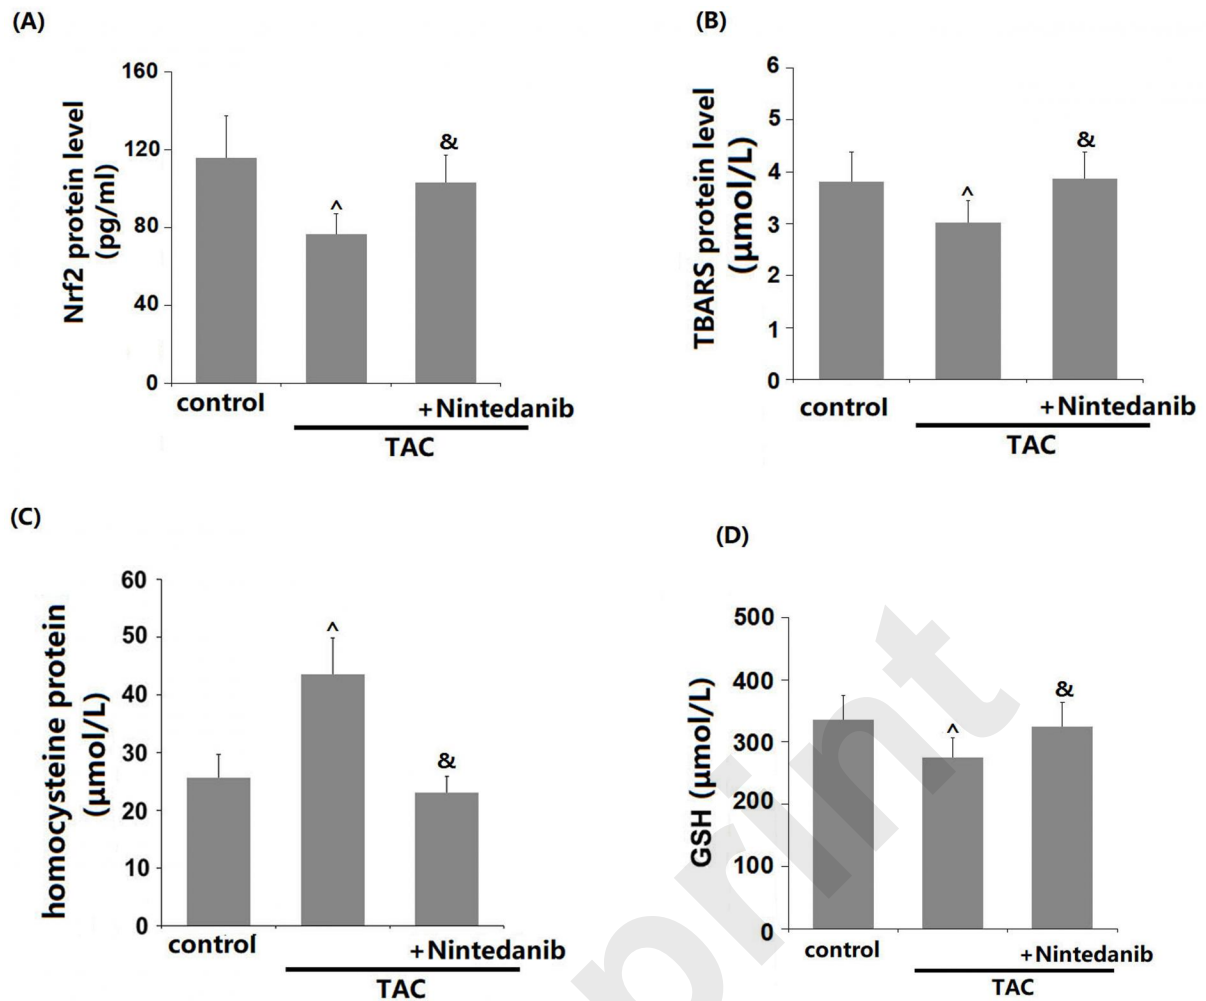 (A)
Nrf2 protein level
(pg/ml)
160
120
80
40
0
^
&
control
+Nintedanib
TAC
(B)
TBARS protein level
(μmol/L)
6
5
4
3
2
1
0
^
&
control
+Nintedanib
TAC
(C)
homocysteine protein
(μmol/L)
60
50
40
30
20
10
0
^
&
control
+Nintedanib
TAC
(D)
GSH (μmol/L)
500
400
300
200
100
0
^
&
control
+Nintedanib
TAC
print